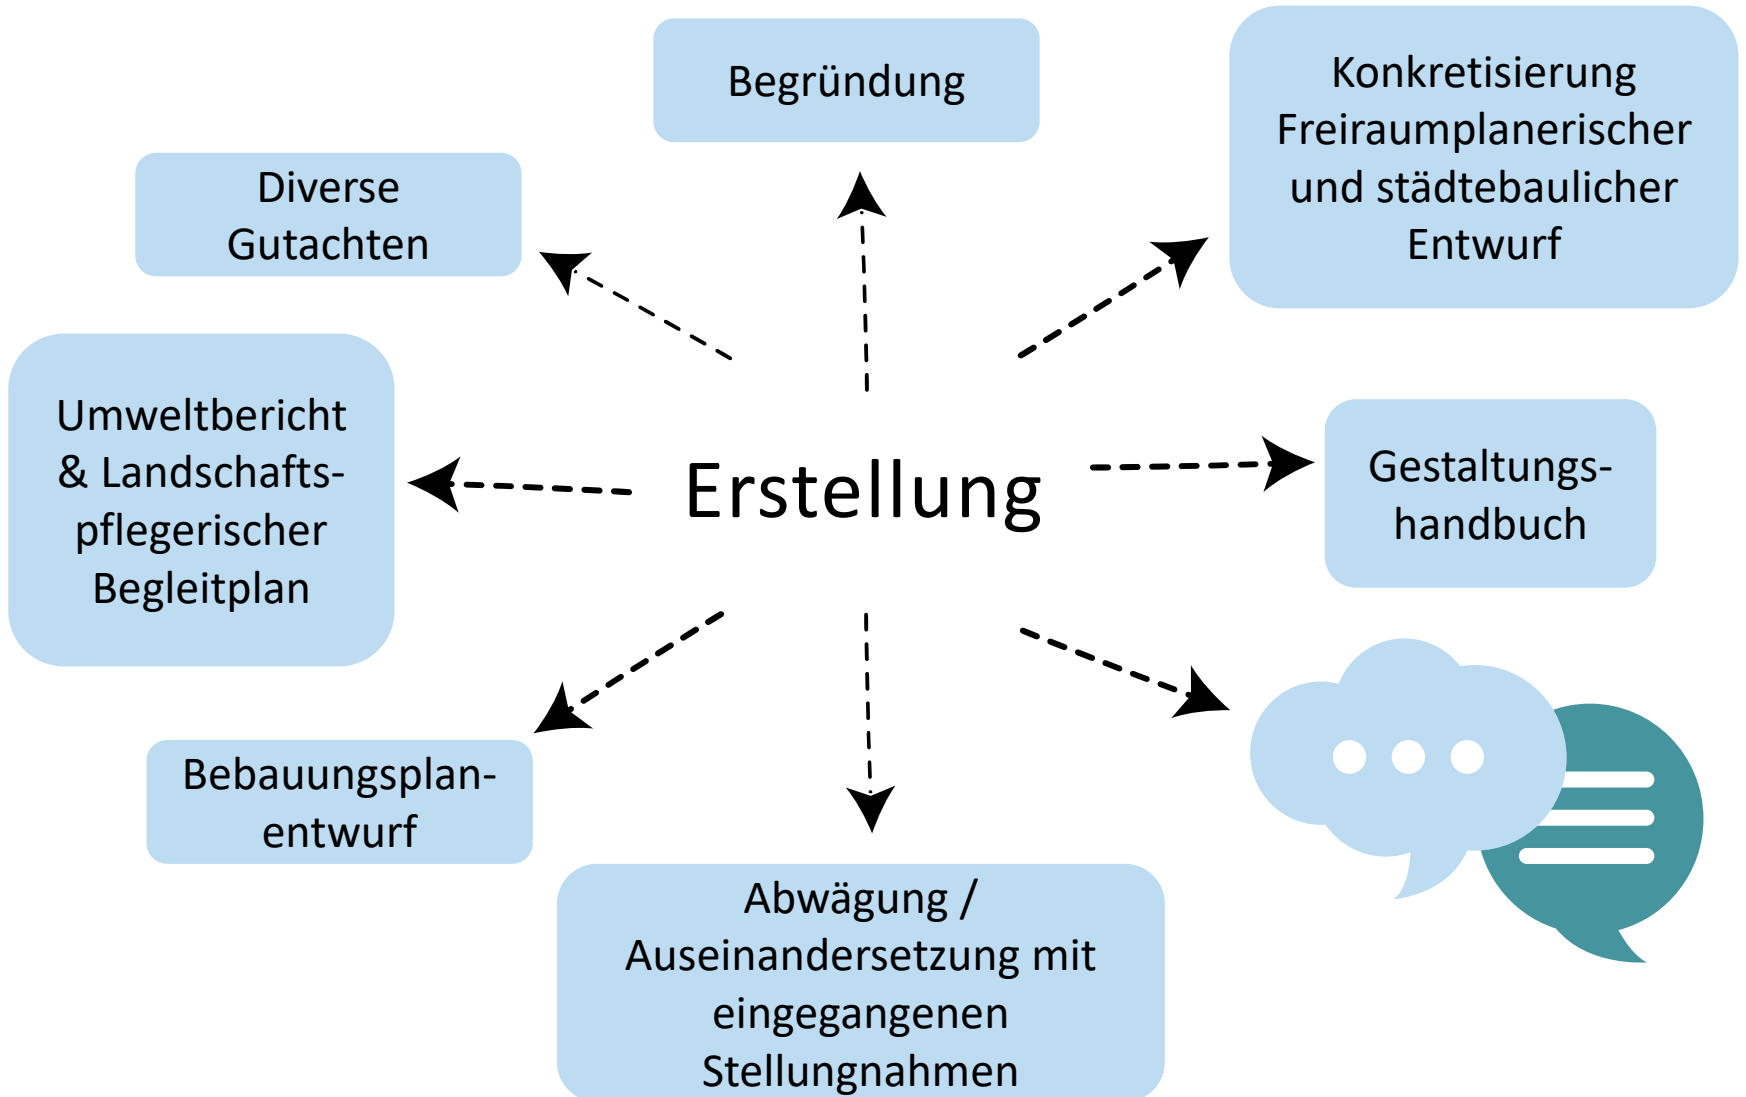 Begründung
Konkretisierung
Freiraumplanerischer
und städtebaulicher
Entwurf
Diverse
Gutachten
Umweltbericht
& Landschafts-
pflegerischer
Begleitplan
Erstellung
Gestaltungs-
handbuch
Bebauungsplan-
entwurf
Abwägung /
Auseinandersetzung mit
eingegangenen
Stellungnahmen